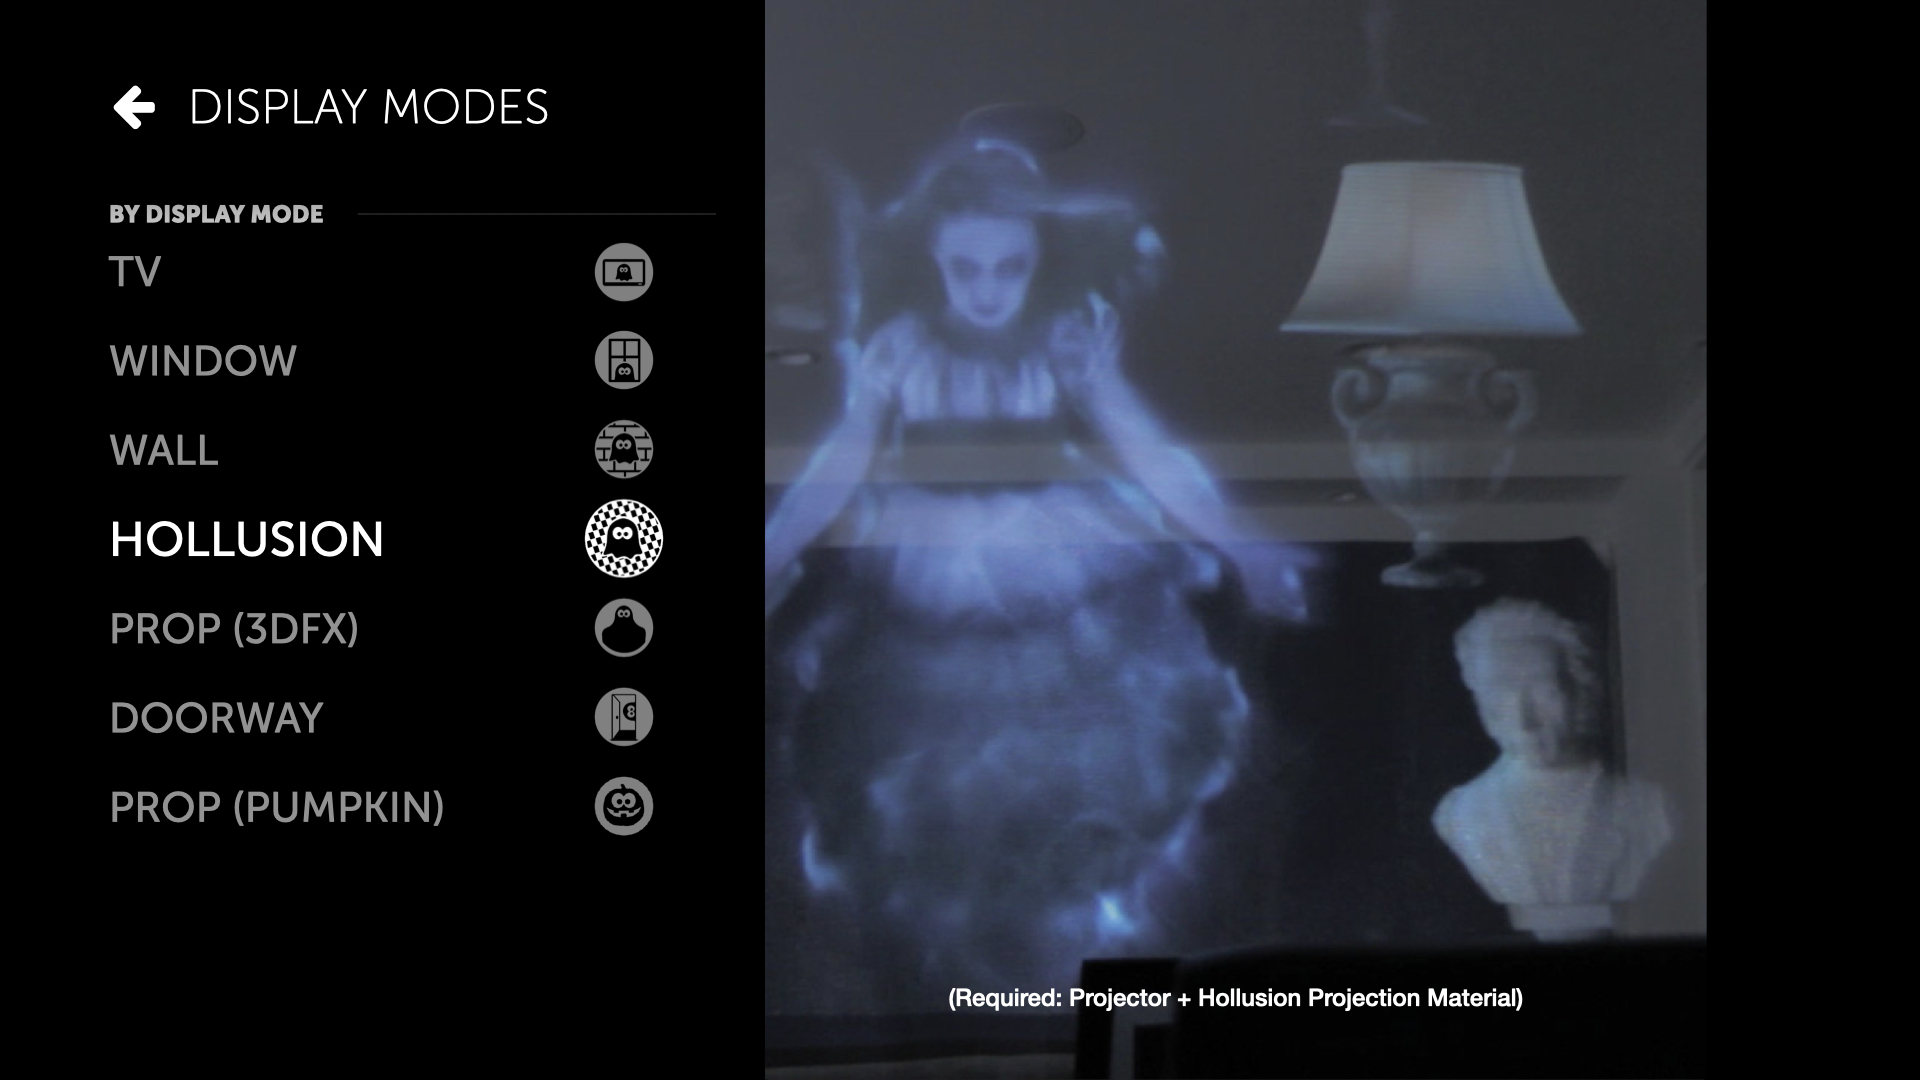 DISPLAY MODES
BY DISPLAY MODE
TV
WINDOW
WALL
HOLLUSION
PROP (3DFX)
DOORWAY
PROP (PUMPKIN)
(Required: Projector + Hollusion Projection Material)